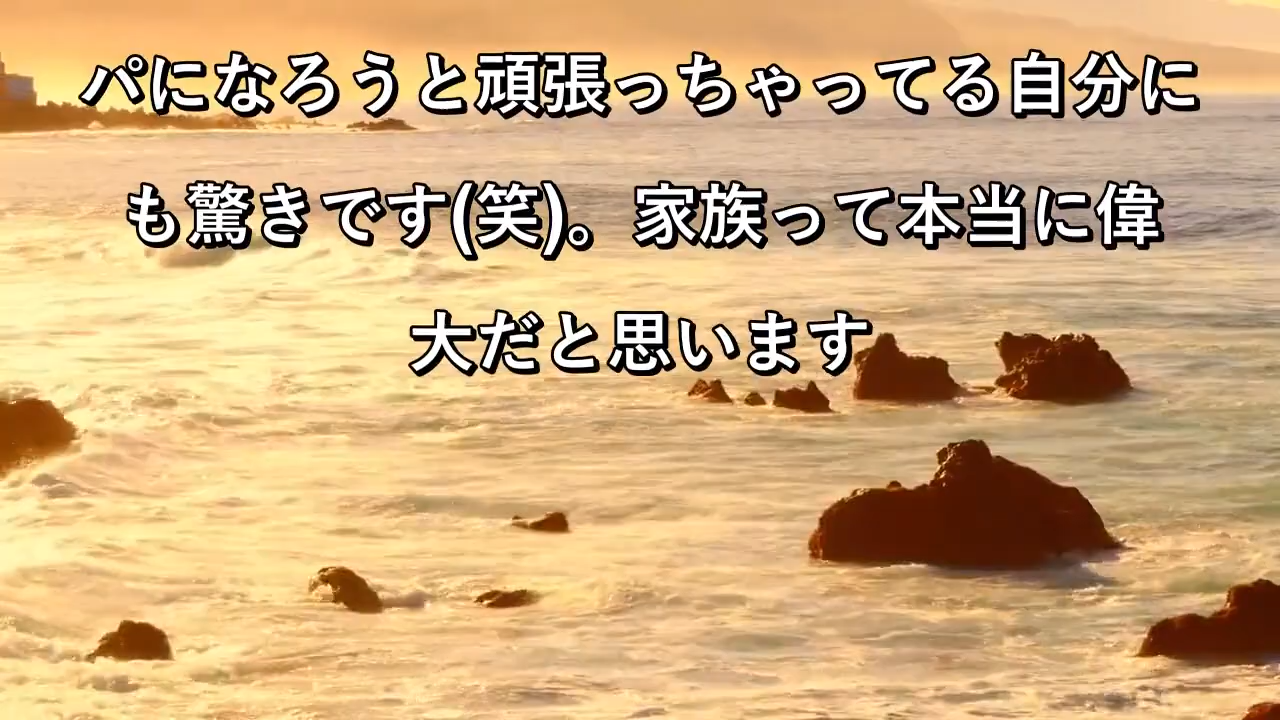 パになろうと頑張っちゃってる自分に
も驚きです(笑)。家族って本当に偉
大だと思います